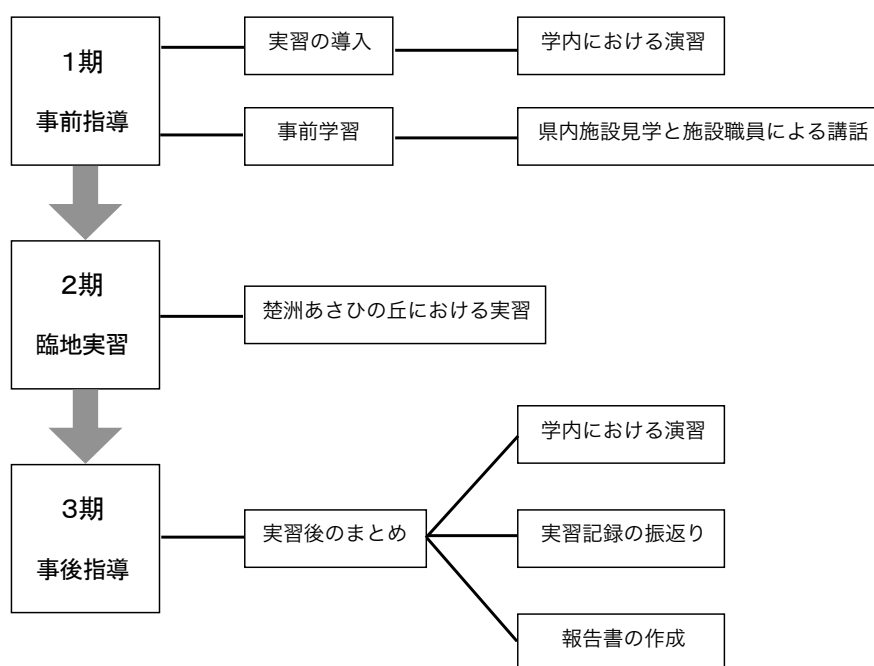 1期
事前指導
実習の導入
学内における演習
事前学習
県内施設見学と施設職員による講話
2期
臨地実習
楚洲あさひの丘における実習
3期
事後指導
実習後のまとめ
学内における演習
実習記録の振返り
報告書の作成